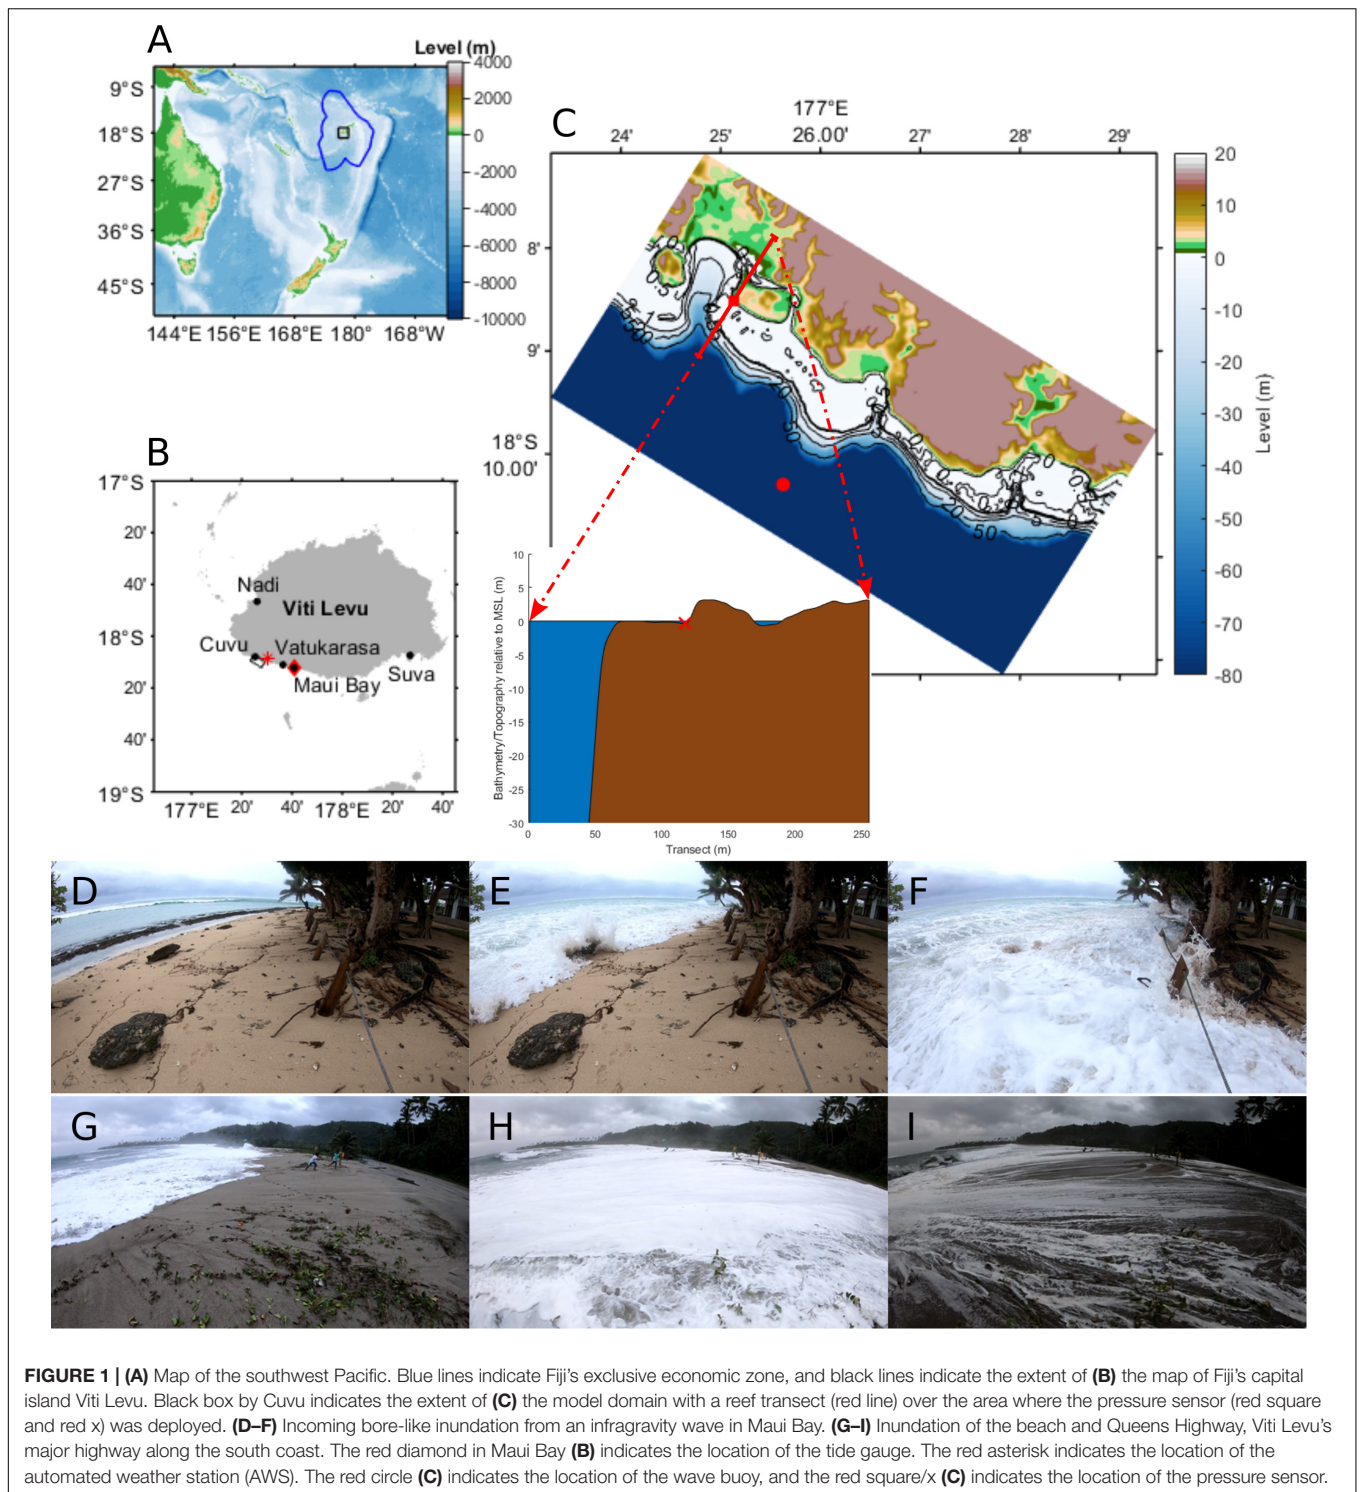 A
Level (m)
4000
2000
0
-2000
-4000
-6000
-8000
-10000
9°S
18°S
27°S
36°S
45°S
144°E 156°E 168°E 180° 168°W
B
17°S
20'
40'
18°S
20'
40'
19°S
Nadi
Viti Levu
Cuvu
Vatukarasa
Maui Bay
Suva
177°E 20' 40' 178°E 20' 40'
C
177°E
24' 25' 26.00' 27' 28' 29'
8'
9'
18°S
10.00'
20
10
0
-10
-20
-30
-40
-50
-60
-70
-80
Level (m)
-20 -50
10
5
0
-5
-10
-15
-20
-25
-30
Bathymetry/Topography relative to MSL (m)
0 50 100 150 200 250
Transect (m)
D
E
F
G
H
I
FIGURE 1 | (A) Map of the southwest Pacific. Blue lines indicate Fiji's exclusive economic zone, and black lines indicate the extent of (B) the map of Fiji's capital
island Viti Levu. Black box by Cuvu indicates the extent of (C) the model domain with a reef transect (red line) over the area where the pressure sensor (red square
and red x) was deployed. (D–F) Incoming bore-like inundation from an infragravity wave in Maui Bay. (G–I) Inundation of the beach and Queens Highway, Viti Levu's
major highway along the south coast. The red diamond in Maui Bay (B) indicates the location of the tide gauge. The red asterisk indicates the location of the
automated weather station (AWS). The red circle (C) indicates the location of the wave buoy, and the red square/x (C) indicates the location of the pressure sensor.